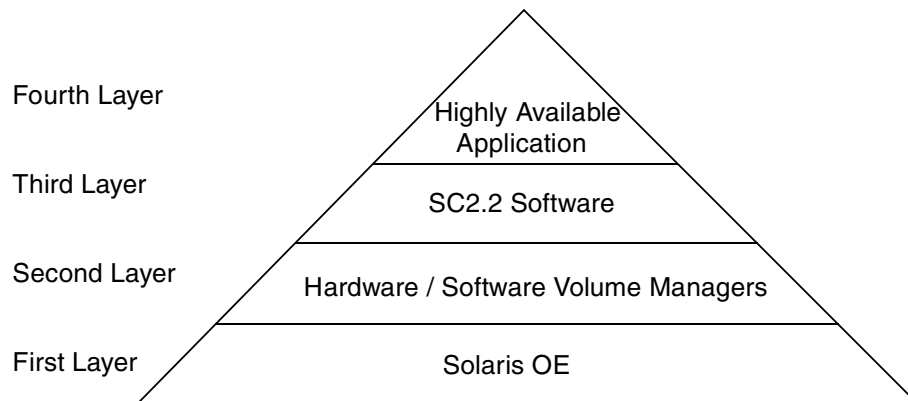 Fourth Layer
Highly Available
Application
Third Layer
SC2.2 Software
Second Layer
Hardware / Software Volume Managers
First Layer
Solaris OE